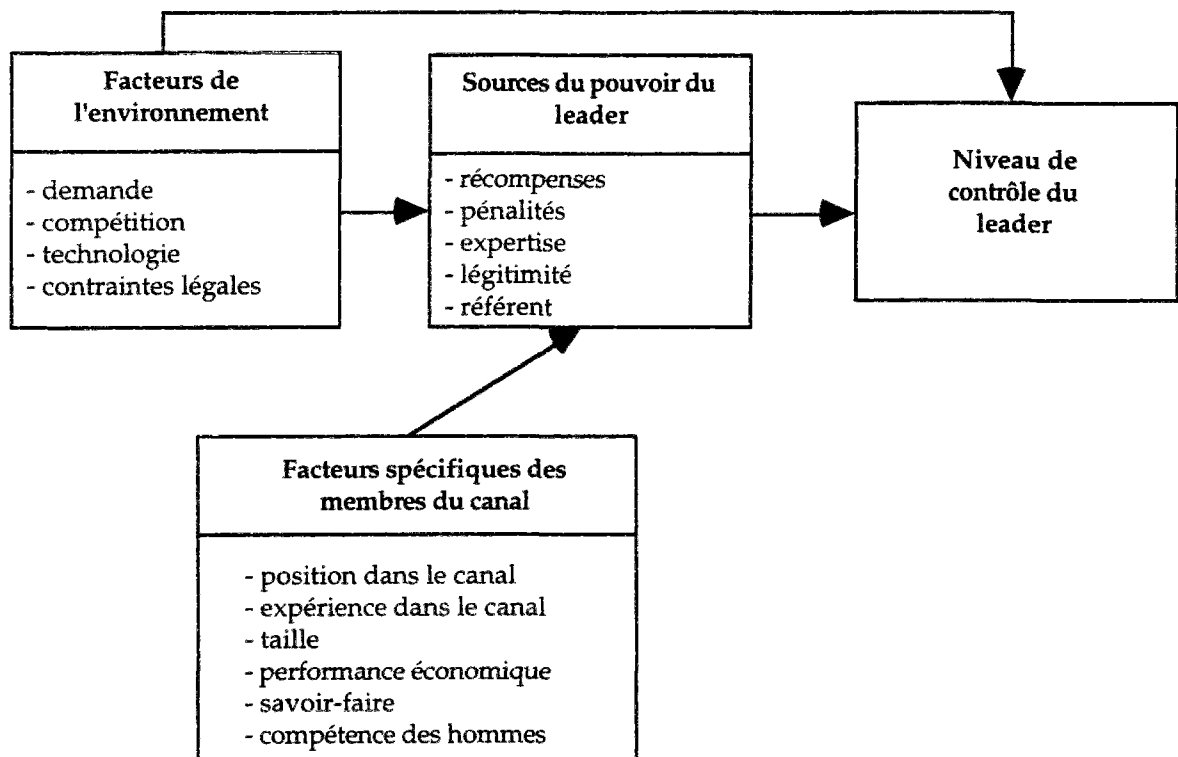 Facteurs de
l'environnement
- demande
- compétition
- technologie
- contraintes légales
Sources du pouvoir du
leader
- récompenses
- pénalités
- expertise
- légitimité
- référent
Niveau de
contrôle du
leader
Facteurs spécifiques des
membres du canal
- position dans le canal
- expérience dans le canal
- taille
- performance économique
- savoir-faire
- compétence des hommes